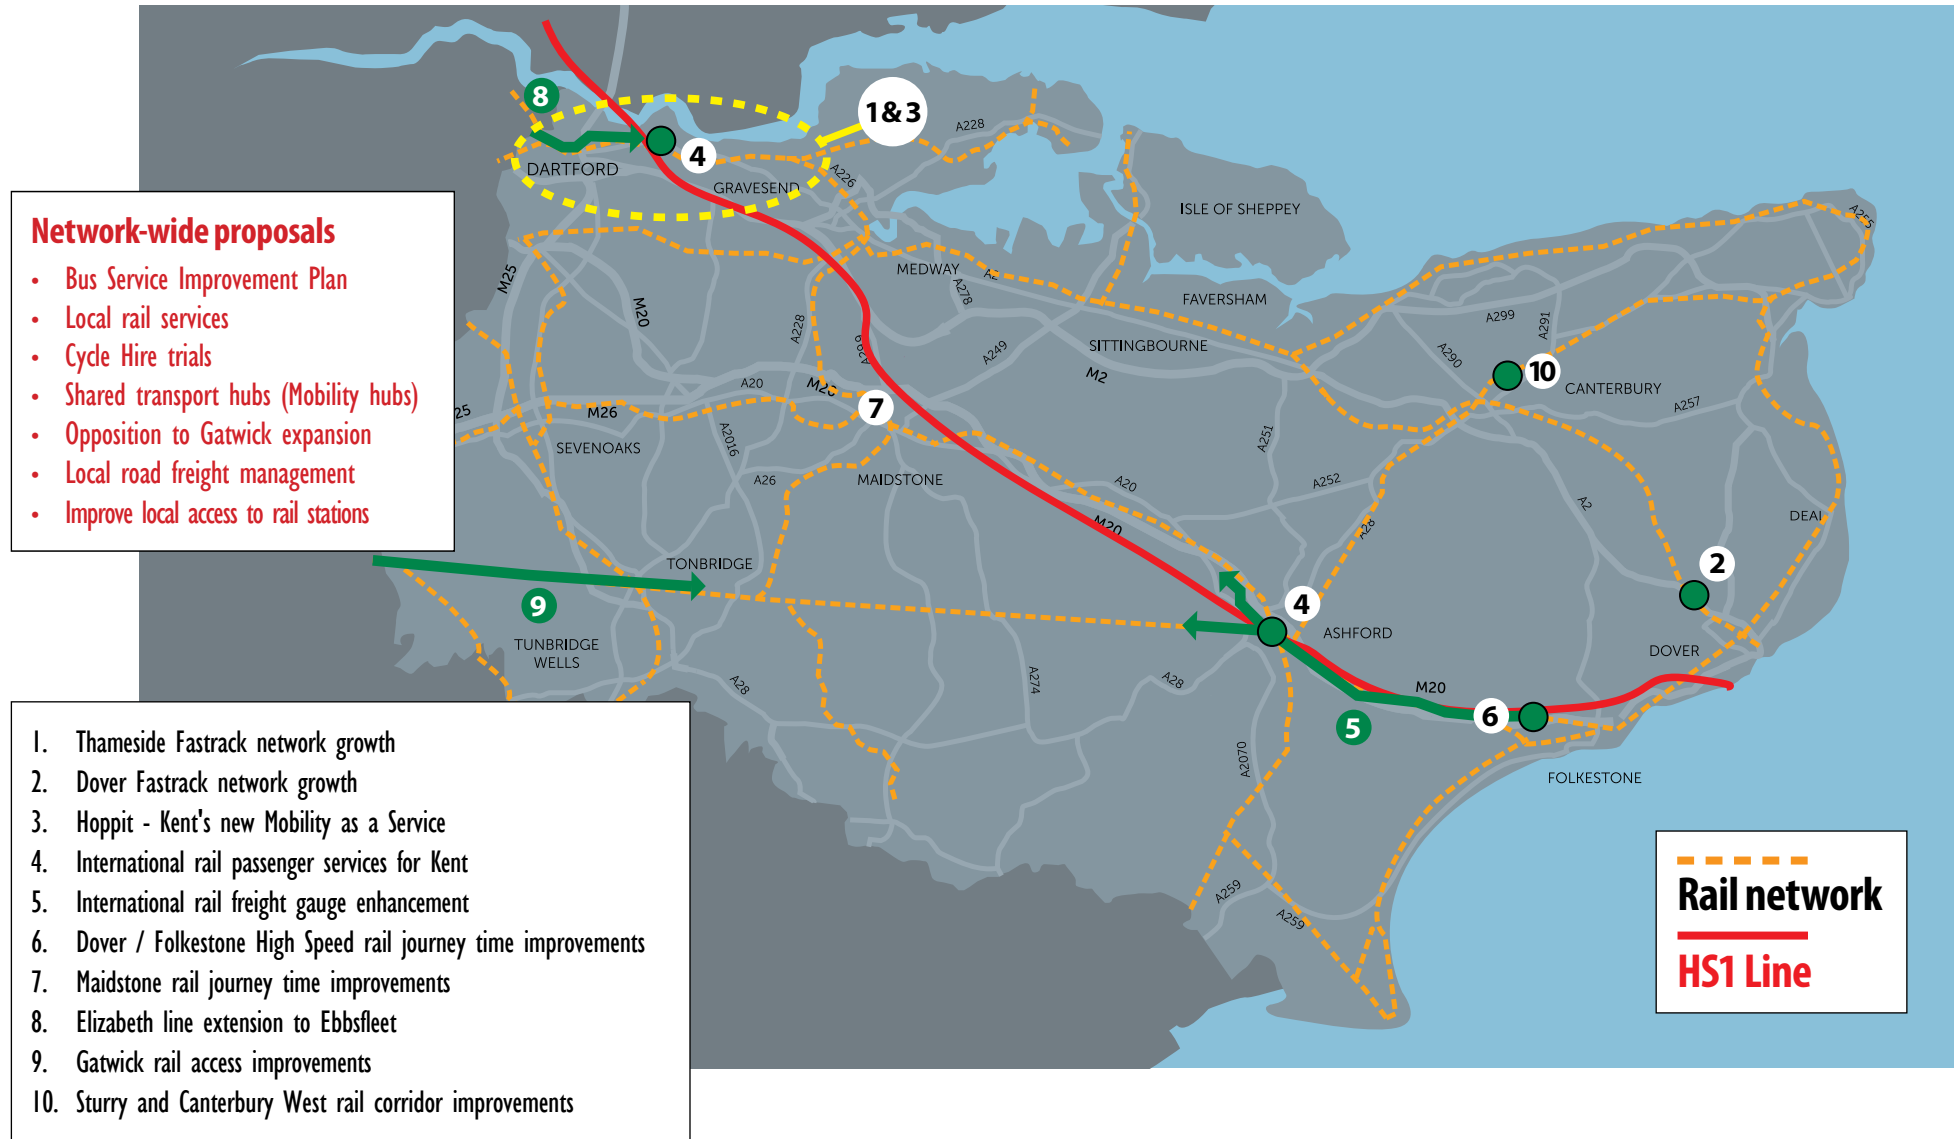 8
1 & 3
A228
4
DARTFORD
A226
GRAVESEND
ISLE OF SHEPPEY
A255
Network-wide proposals
• Bus Service Improvement Plan
• Local rail services
• Cycle Hire trials
• Shared transport hubs (Mobility hubs)
• Opposition to Gatwick expansion
• Local road freight management
• Improve local access to rail stations
M25
MEDWAY
A278
FAVERSHAM
M20
A228
A249
SITTINGBOURNE
M2
A299
A291
A290
10
CANTERBURY
A257
A20
M20
7
25
M26
SEVENOAKS
A2016
A26
MAIDSTONE
A251
A252
A20
M20
A28
A2
DEAL
2
TONBRIDGE
9
TUNBRIDGE
WELLS
4
ASHFORD
DOVER
A28
A274
A28
M20
6
5
A2070
FOLKESTONE
A259
A259
1. Thameside Fastrack network growth
2. Dover Fastrack network growth
3. Hoppit - Kent's new Mobility as a Service
4. International rail passenger services for Kent
5. International rail freight gauge enhancement
6. Dover / Folkestone High Speed rail journey time improvements
7. Maidstone rail journey time improvements
8. Elizabeth line extension to Ebbsfleet
9. Gatwick rail access improvements
10. Sturry and Canterbury West rail corridor improvements
Rail network
HS1 Line